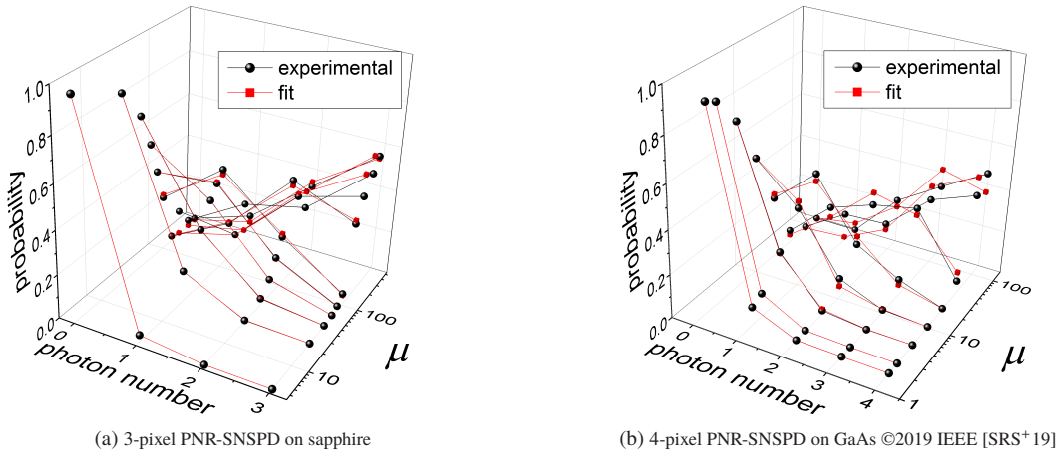 experimental
fit
1.0
0.8
0.6
0.4
0.2
0.0
probability
0
1
2
3
photon number
10
100
μ
(a) 3-pixel PNR-SNSPD on sapphire
experimental
fit
1.0
0.8
0.6
0.4
0.2
0.0
probability
0
1
2
3
4
photon number
1
10
100
μ
(b) 4-pixel PNR-SNSPD on GaAs ©2019 IEEE [SRS+19]